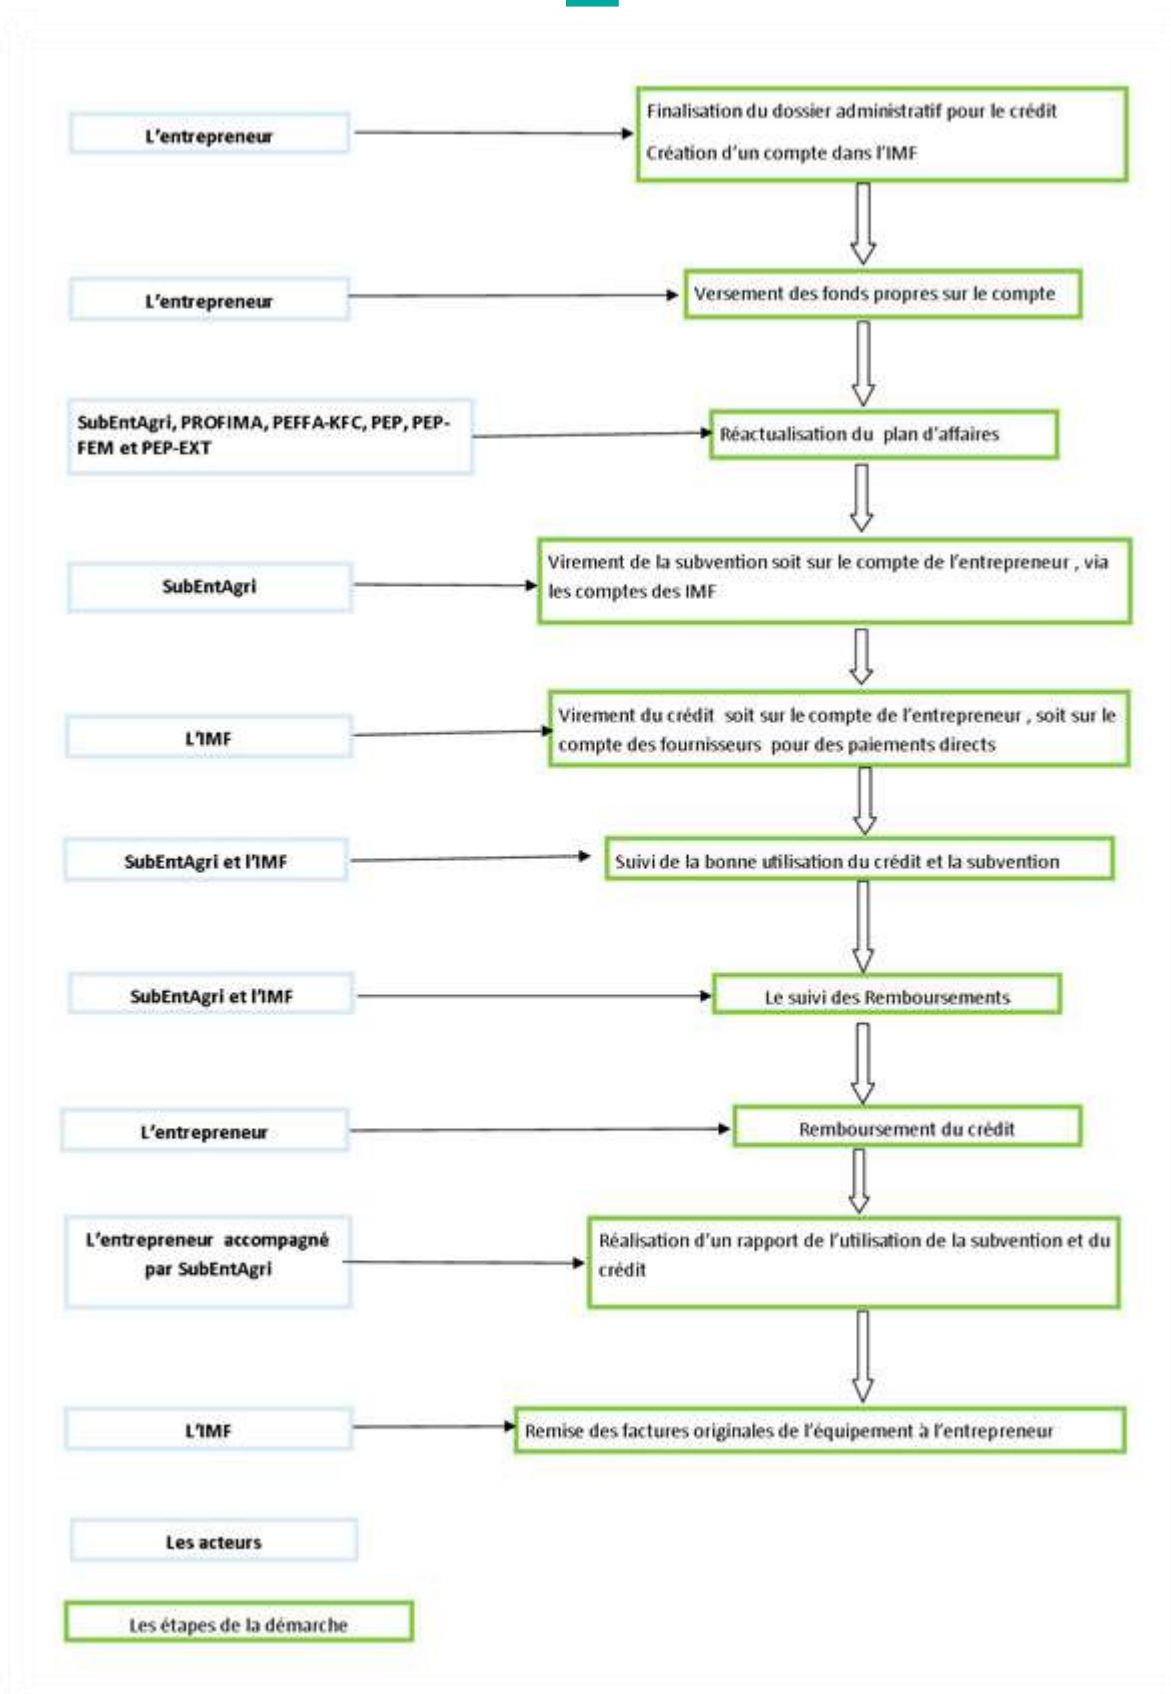 L'entrepreneur
Finalisation du dossier administratif pour le crédit
Création d'un compte dans l'IMF
L'entrepreneur
Versement des fonds propres sur le compte
SubEntAgri, PROFIMA, PEFFA-KFC, PEP, PEP-
FEM et PEP-EXT
Réactualisation du plan d'affaires
SubEntAgri
Virement de la subvention soit sur le compte de l'entrepreneur , via
les comptes des IMF
L'IMF
Virement du crédit soit sur le compte de l'entrepreneur , soit sur le
compte des fournisseurs pour des paiements directs
SubEntAgri et l'IMF
Suivi de la bonne utilisation du crédit et la subvention
SubEntAgri et l'IMF
Le suivi des Remboursements
L'entrepreneur
Remboursement du crédit
L'entrepreneur accompagné
par SubEntAgri
Réalisation d'un rapport de l'utilisation de la subvention et du
crédit
L'IMF
Remise des factures originales de l'équipement à l'entrepreneur
Les acteurs
Les étapes de la démarche